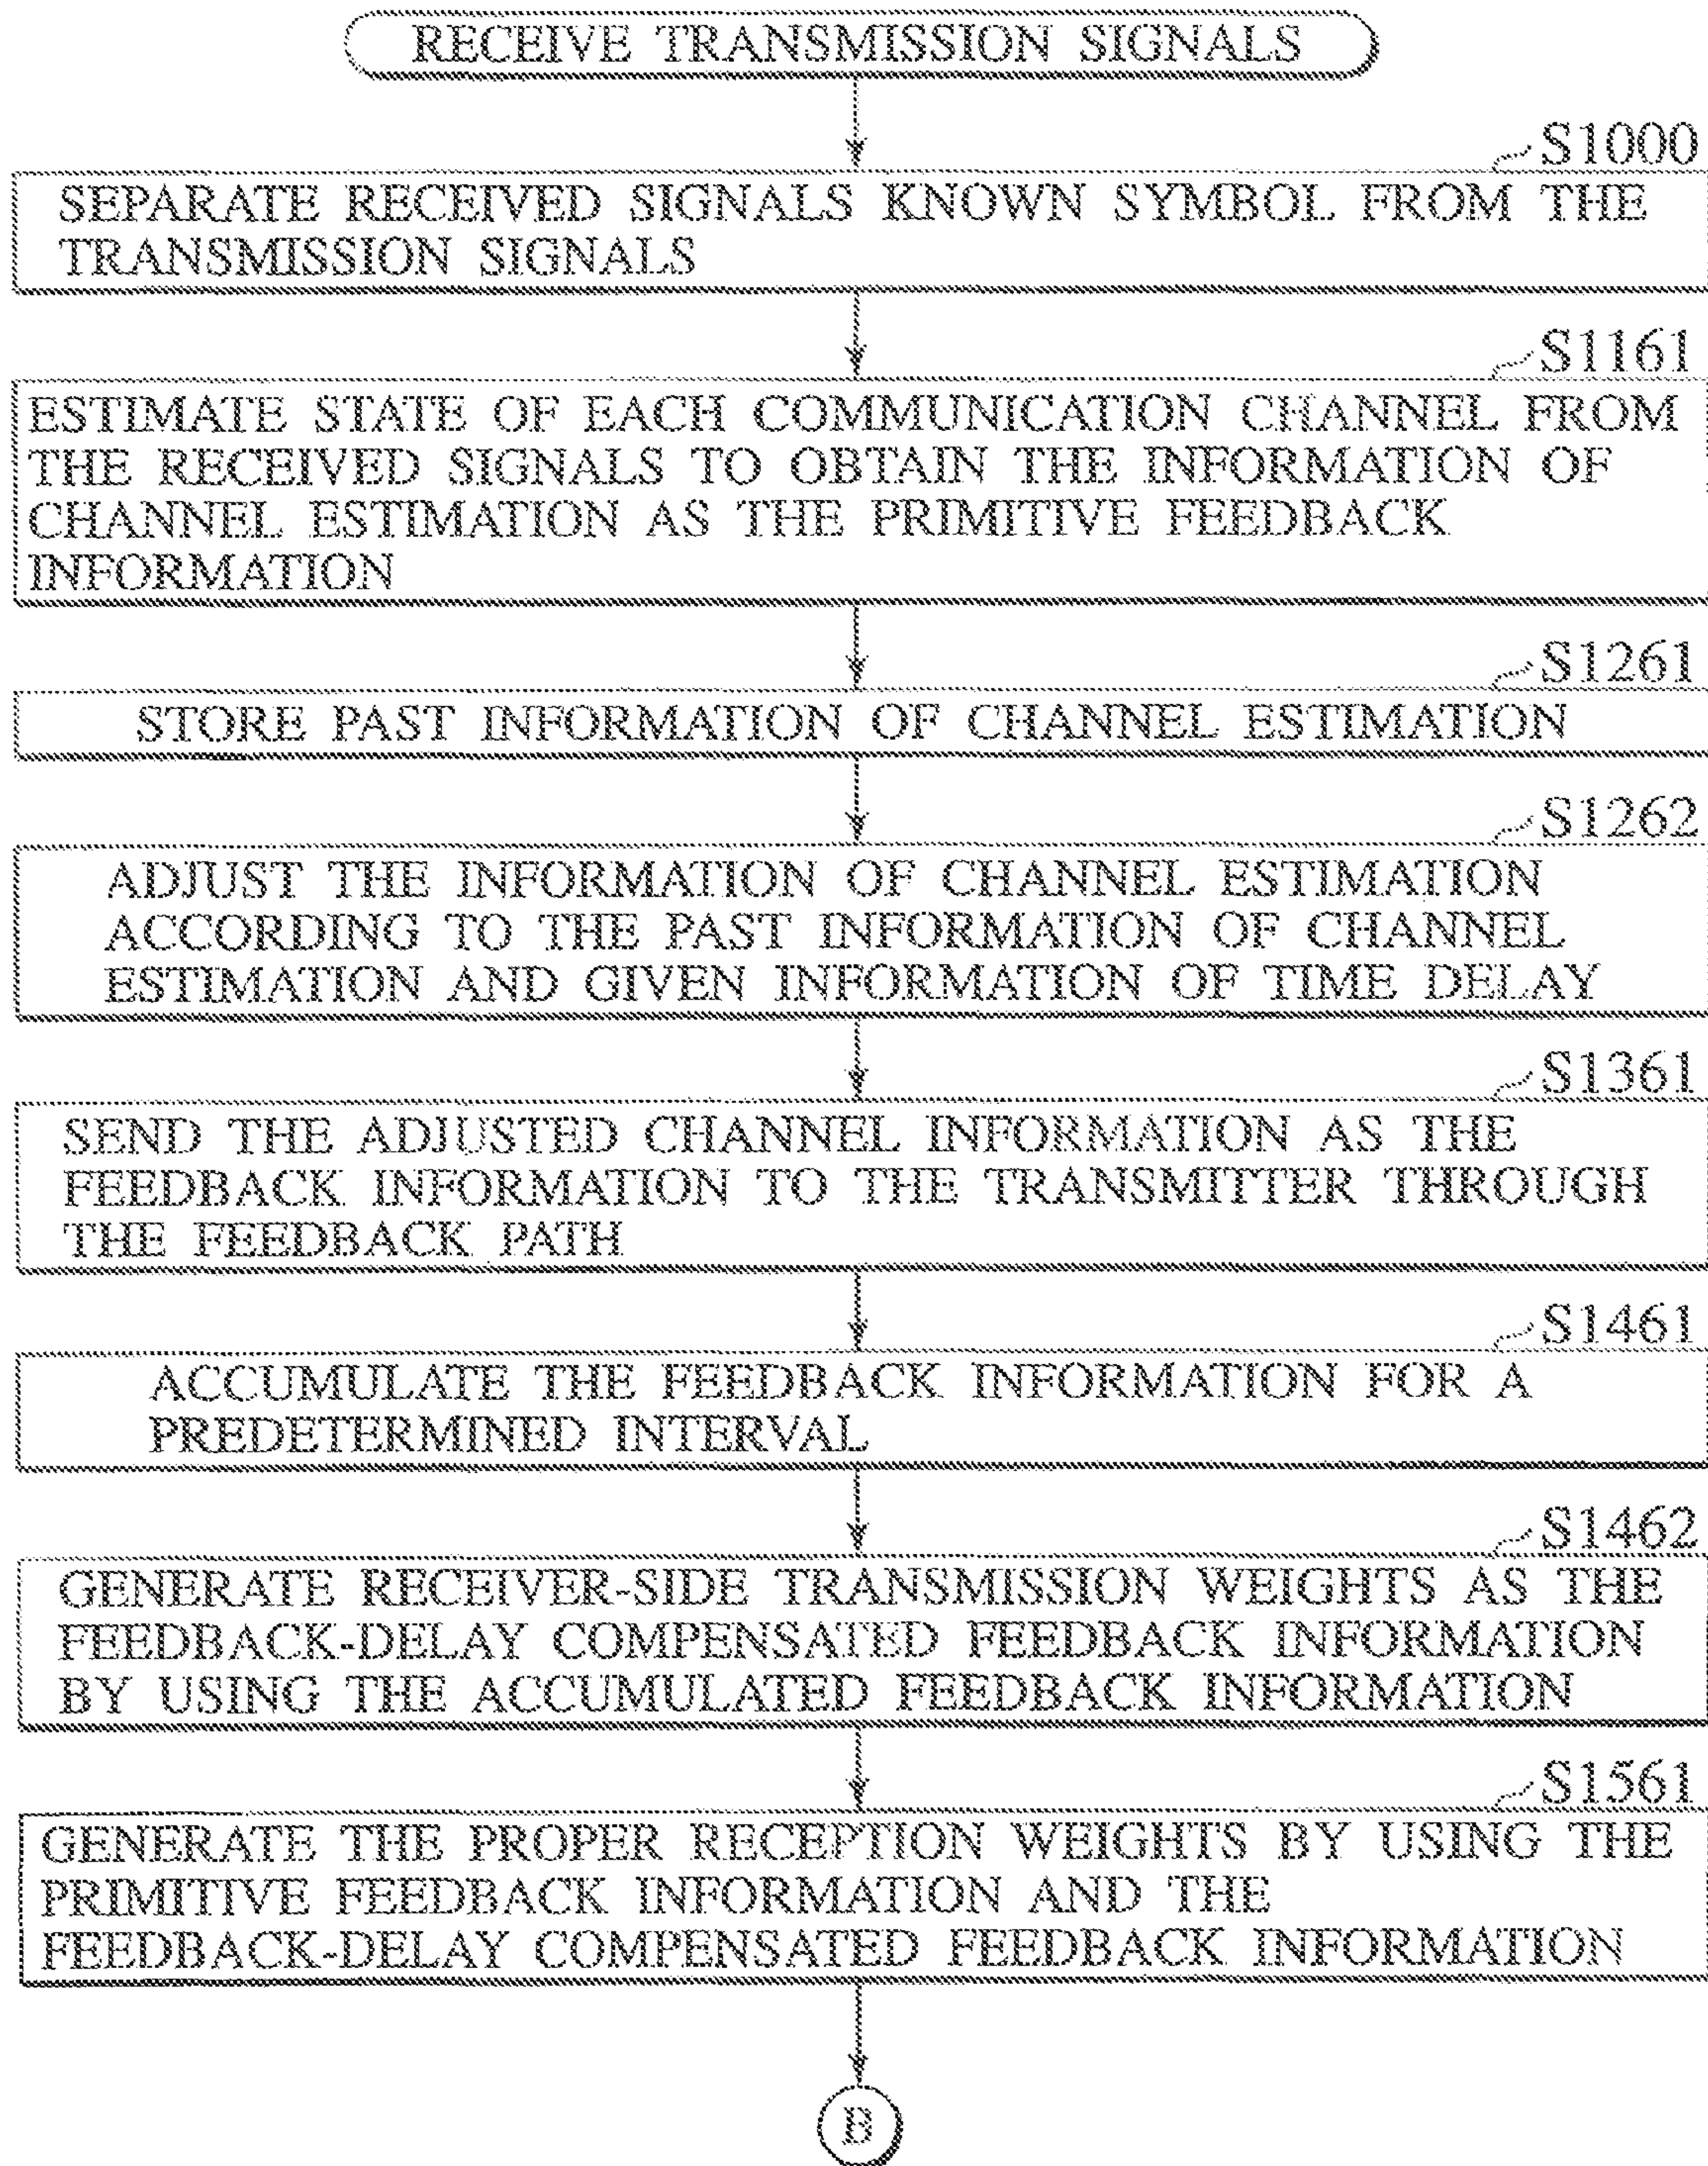 RECEIVE TRANSMISSION SIGNALS
S1000
SEPARATE RECEIVED SIGNALS KNOWN SYMBOL FROM THE
TRANSMISSION SIGNALS
S1161
ESTIMATE STATE OF EACH COMMUNICATION CHANNEL FROM
THE RECEIVED SIGNALS TO OBTAIN THE INFORMATION OF
CHANNEL ESTIMATION AS THE PRIMITIVE FEEDBACK
INFORMATION
S1261
STORE PAST INFORMATION OF CHANNEL ESTIMATION
S1262
ADJUST THE INFORMATION OF CHANNEL ESTIMATION
ACCORDING TO THE PAST INFORMATION OF CHANNEL
ESTIMATION AND GIVEN INFORMATION OF TIME DELAY
S1361
SEND THE ADJUSTED CHANNEL INFORMATION AS THE
FEEDBACK INFORMATION TO THE TRANSMITTER THROUGH
THE FEEDBACK PATH
S1461
ACCUMULATE THE FEEDBACK INFORMATION FOR A
PREDETERMINED INTERVAL
S1462
GENERATE RECEIVER-SIDE TRANSMISSION WEIGHTS AS THE
FEEDBACK-DELAY COMPENSATED FEEDBACK INFORMATION
BY USING THE ACCUMULATED FEEDBACK INFORMATION
S1561
GENERATE THE PROPER RECEPTION WEIGHTS BY USING THE
PRIMITIVE FEEDBACK INFORMATION AND THE
FEEDBACK-DELAY COMPENSATED FEEDBACK INFORMATION
B